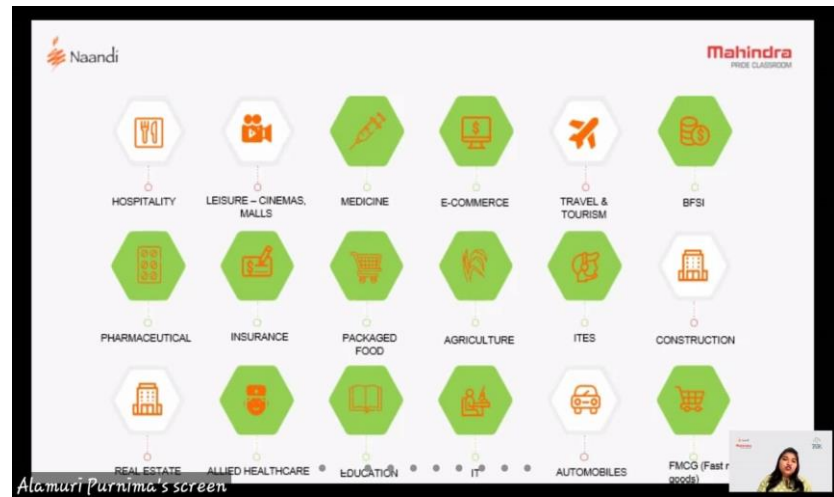 Naandi
Mahindra
PRIDE CLASSROOM
HOSPITALITY
LEISURE – CINEMAS,
MALLS
MEDICINE
E-COMMERCE
TRAVEL &
TOURISM
BFSI
PHARMACEUTICAL
INSURANCE
PACKAGED
FOOD
AGRICULTURE
ITES
CONSTRUCTION
REAL ESTATE
ALLIED HEALTHCARE
EDUCATION
IT
AUTOMOBILES
FMCG (Fast
goods)
Alamuri Purnima's screen